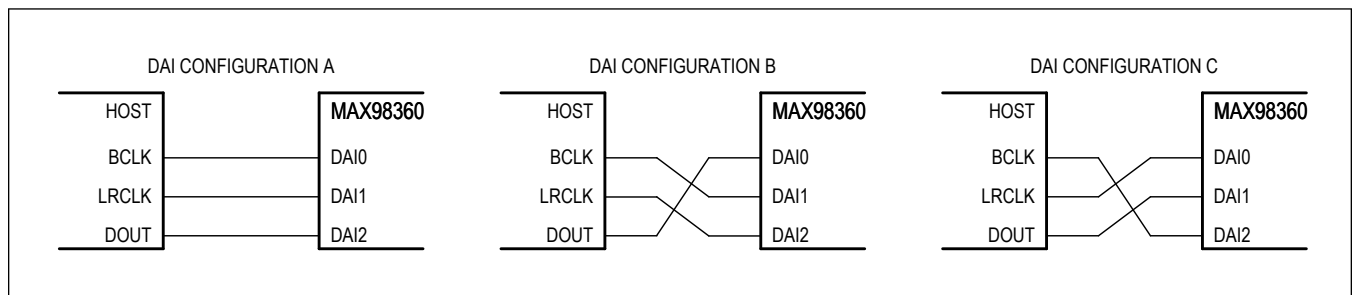 DAI CONFIGURATION A
HOST
MAX98360
BCLK
DAI0
LRCLK
DAI1
DOUT
DAI2
DAI CONFIGURATION B
HOST
MAX98360
BCLK
DAI0
LRCLK
DAI1
DOUT
DAI2
DAI CONFIGURATION C
HOST
MAX98360
BCLK
DAI0
LRCLK
DAI1
DOUT
DAI2